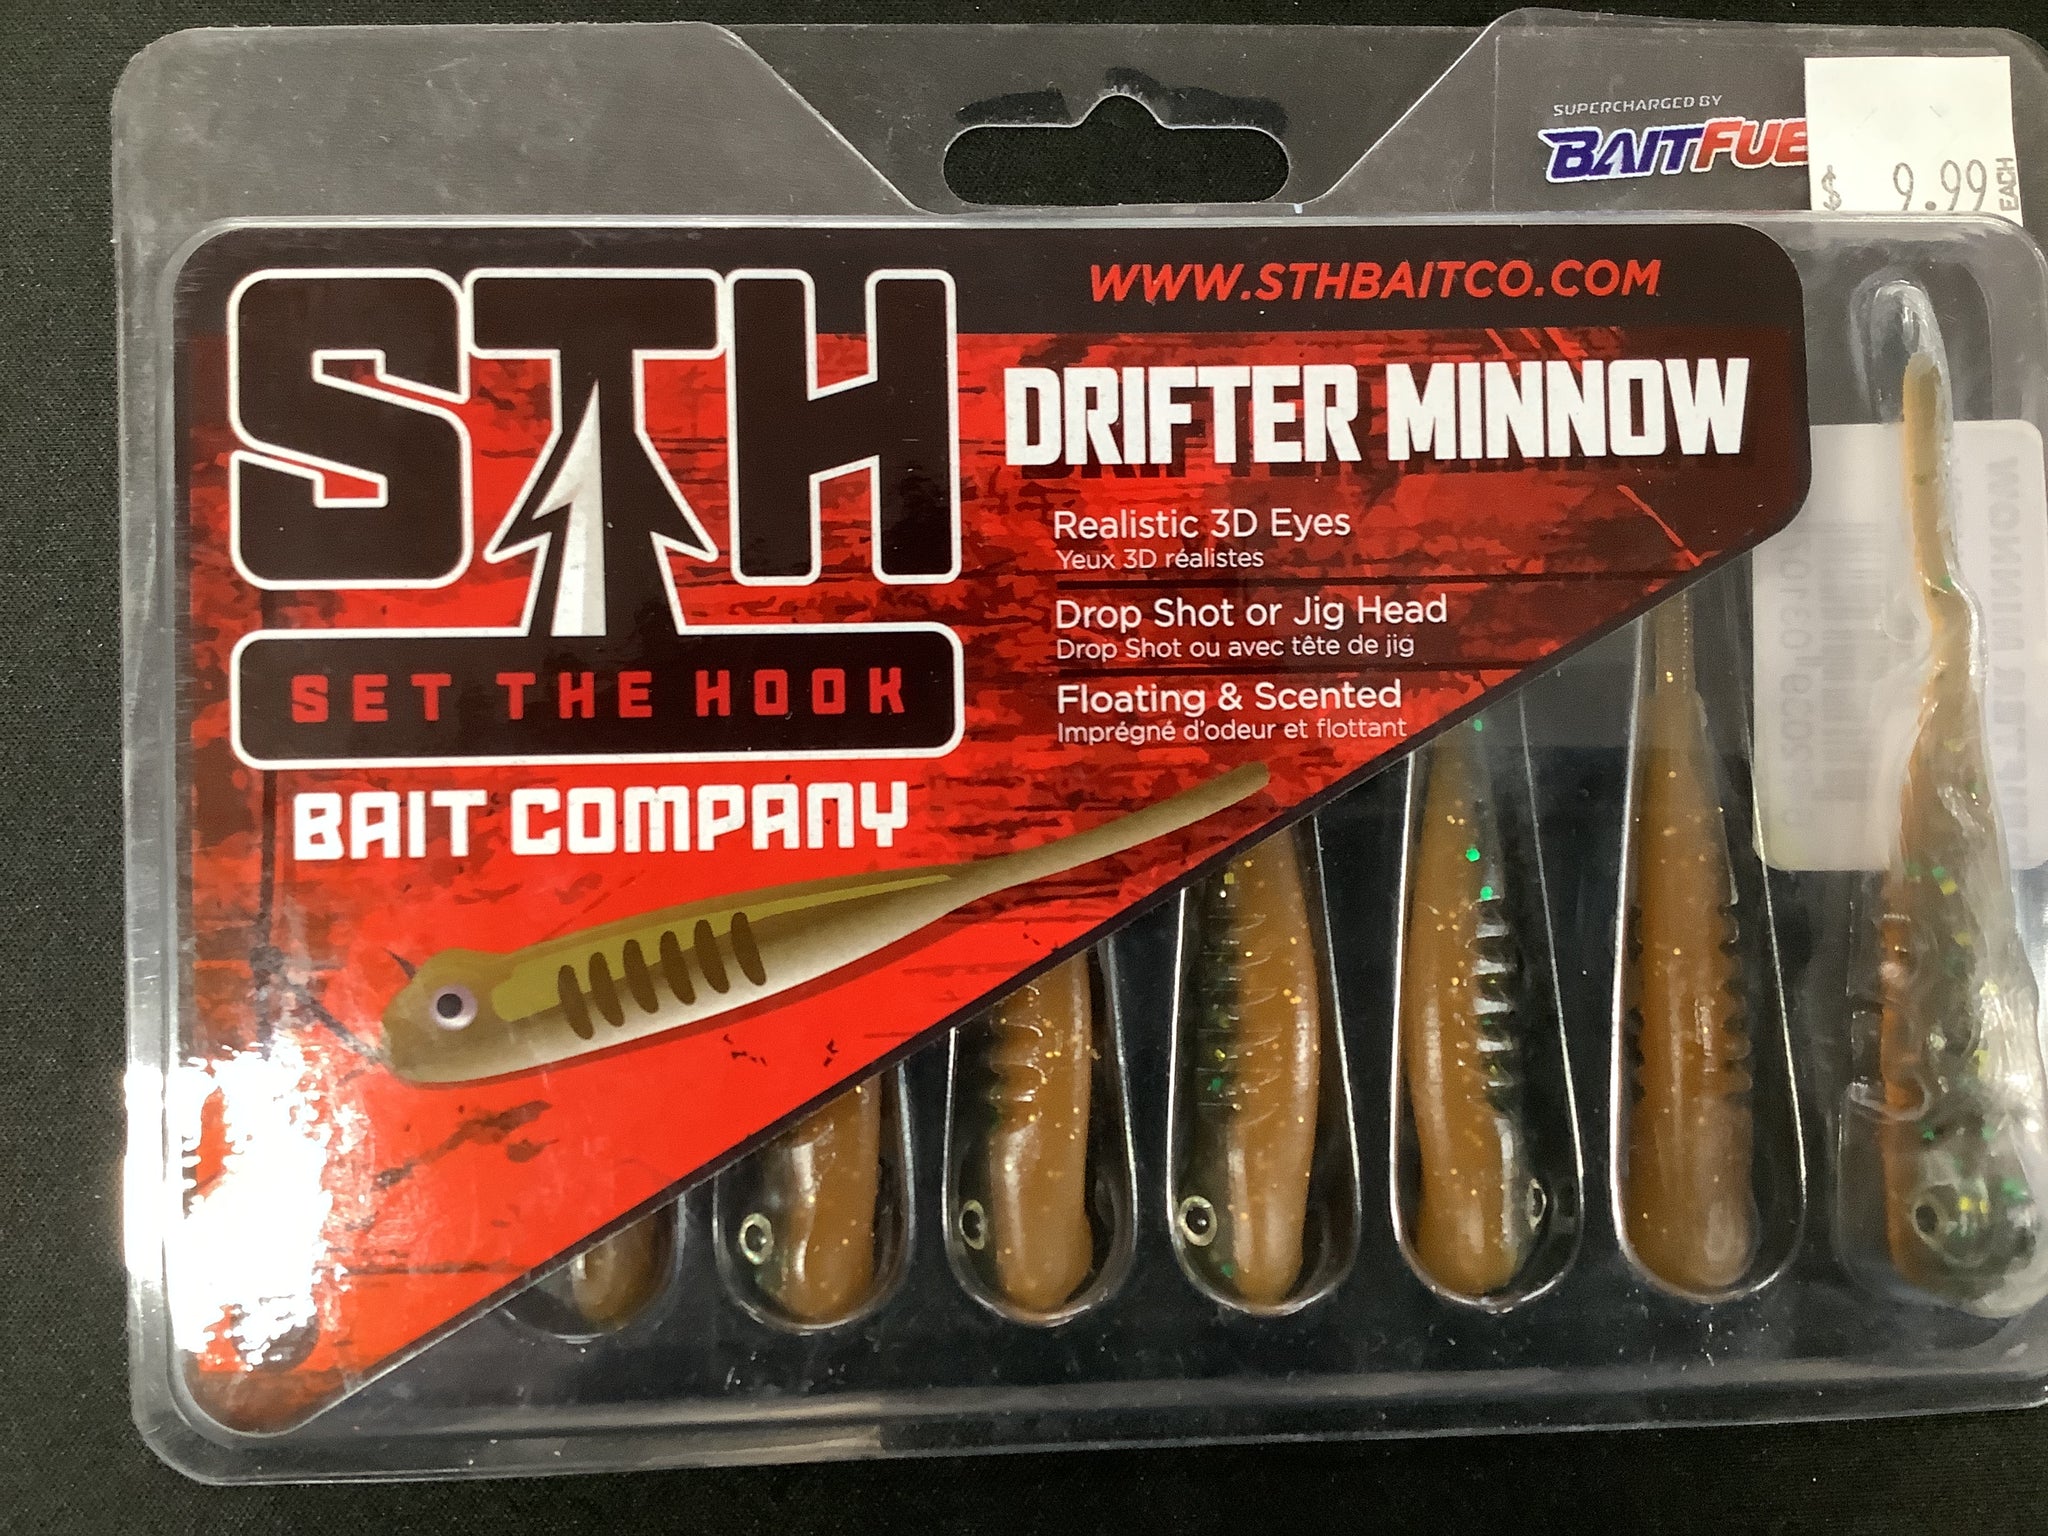 SUPERCHARGED BY
BAITFUE
$ 9.99 EACH
WWW.STHBAITCO.COM
STH
SET THE HOOK
BAIT COMPANY
DRIFTER MINNOW
Realistic 3D Eyes
Yeux 3D réalistes
Drop Shot or Jig Head
Drop Shot ou avec tête de jig
Floating & Scented
Imprégné d'odeur et flottant
DRIFTER MINNOW